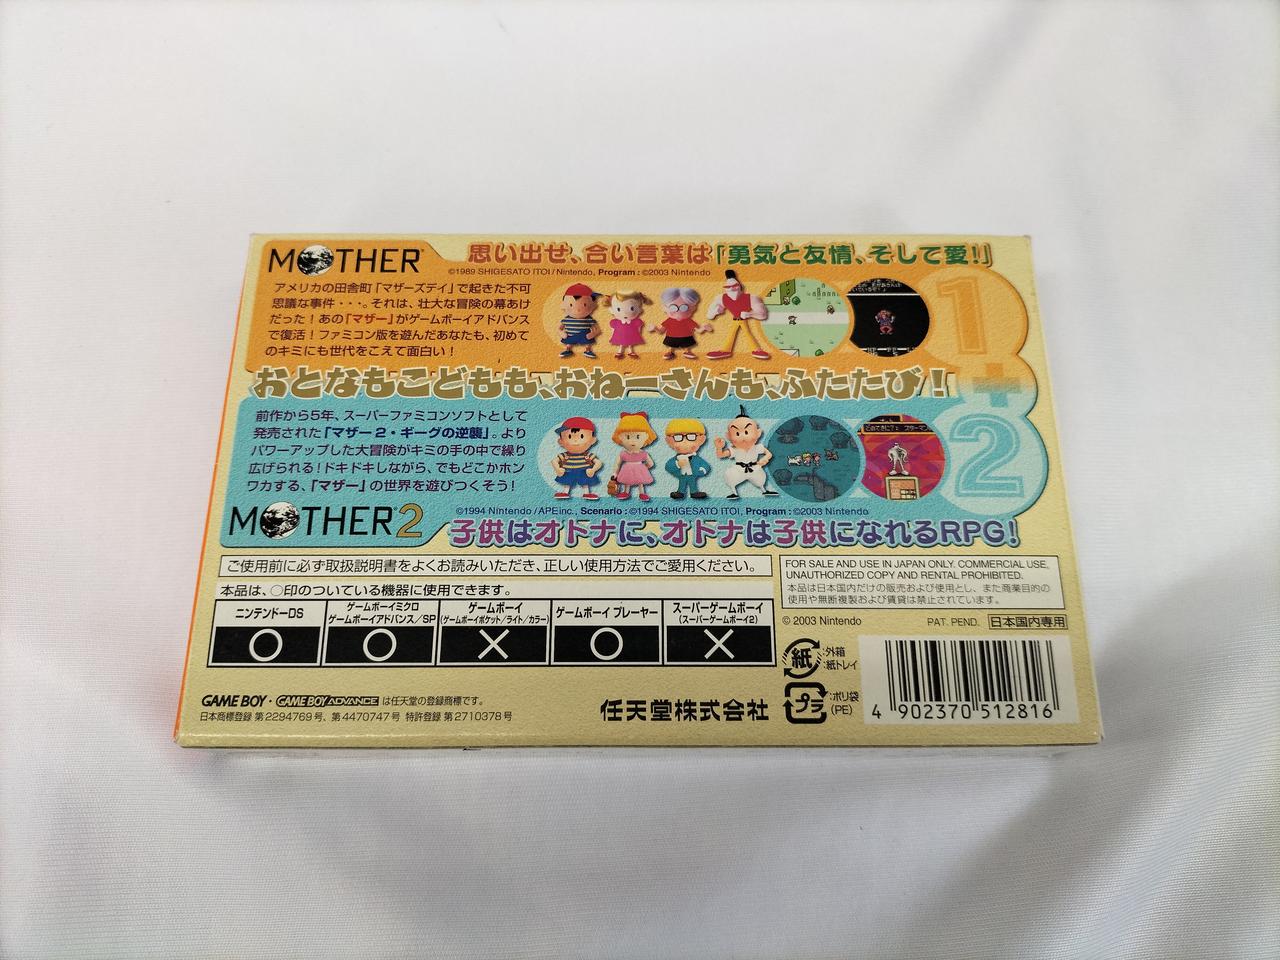 MOTHER
思い出せ、合い言葉は「勇気と友情、そして愛!」
©1989 SHIGESATO ITOI / Nintendo, Program : ©2003 Nintendo
アメリカの田舎町「マザーズデイ」で起きた不可
思議な事件・・・。それは、壮大な冒険の幕あけ
だった!あの「マザー」がゲームボーイアドバンス
で復活!ファミコン版を遊んだあなたも、初めて
のキミにも世代をこえて面白い!
1
+
2
おとなもこどもも、おねーさんも、ふたたび!
前作から5年、スーパーファミコンソフトとして
発売された「マザー2・ギーグの逆襲」。より
パワーアップした大冒険がキミの手の中で繰り
広げられる!ドキドキしながら、でもどこかホン
ワカする、「マザー」の世界を遊びつくそう!
MOTHER 2
©1994 Nintendo / APE inc., Scenario : ©1994 SHIGESATO ITOI, Program : ©2003 Nintendo
子供はオトナに、オトナは子供になれるRPG!
ご使用前に必ず取扱説明書をよくお読みいただき、正しい使用方法でご愛用ください。
本品は、○印のついている機器に使用できます。
ニンテンドーDS
ゲームボーイミクロ
ゲームボーイアドバンス/SP
ゲームボーイ
(ゲームボーイポケット/ライト/カラー)
ゲームボーイ プレーヤー
スーパーゲームボーイ
(スーパーゲームボーイ2)
○ ○ × ○ ×
FOR SALE AND USE IN JAPAN ONLY. COMMERCIAL USE,
UNAUTHORIZED COPY AND RENTAL PROHIBITED.
本品は日本国内だけの販売および使用とし、また商業目的の
使用や無断複製および賃貸は禁止されています。
© 2003 Nintendo
PAT. PEND.
日本国内専用
紙
:外箱
:紙トレイ
プラ
:ポリ袋
(PE)
4 902370 512816
GAME BOY・GAME BOY ADVANCE は任天堂の登録商標です。
日本商標登録 第2294769号、第4470747号 特許登録 第2710378号
任天堂株式会社